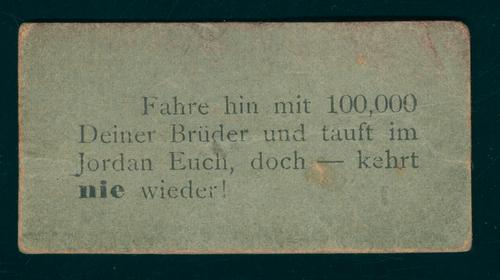 Fahre hin mit 100,000
Deiner Brüder und tauft im
Jordan Euch, doch — kehrt
nie wieder!